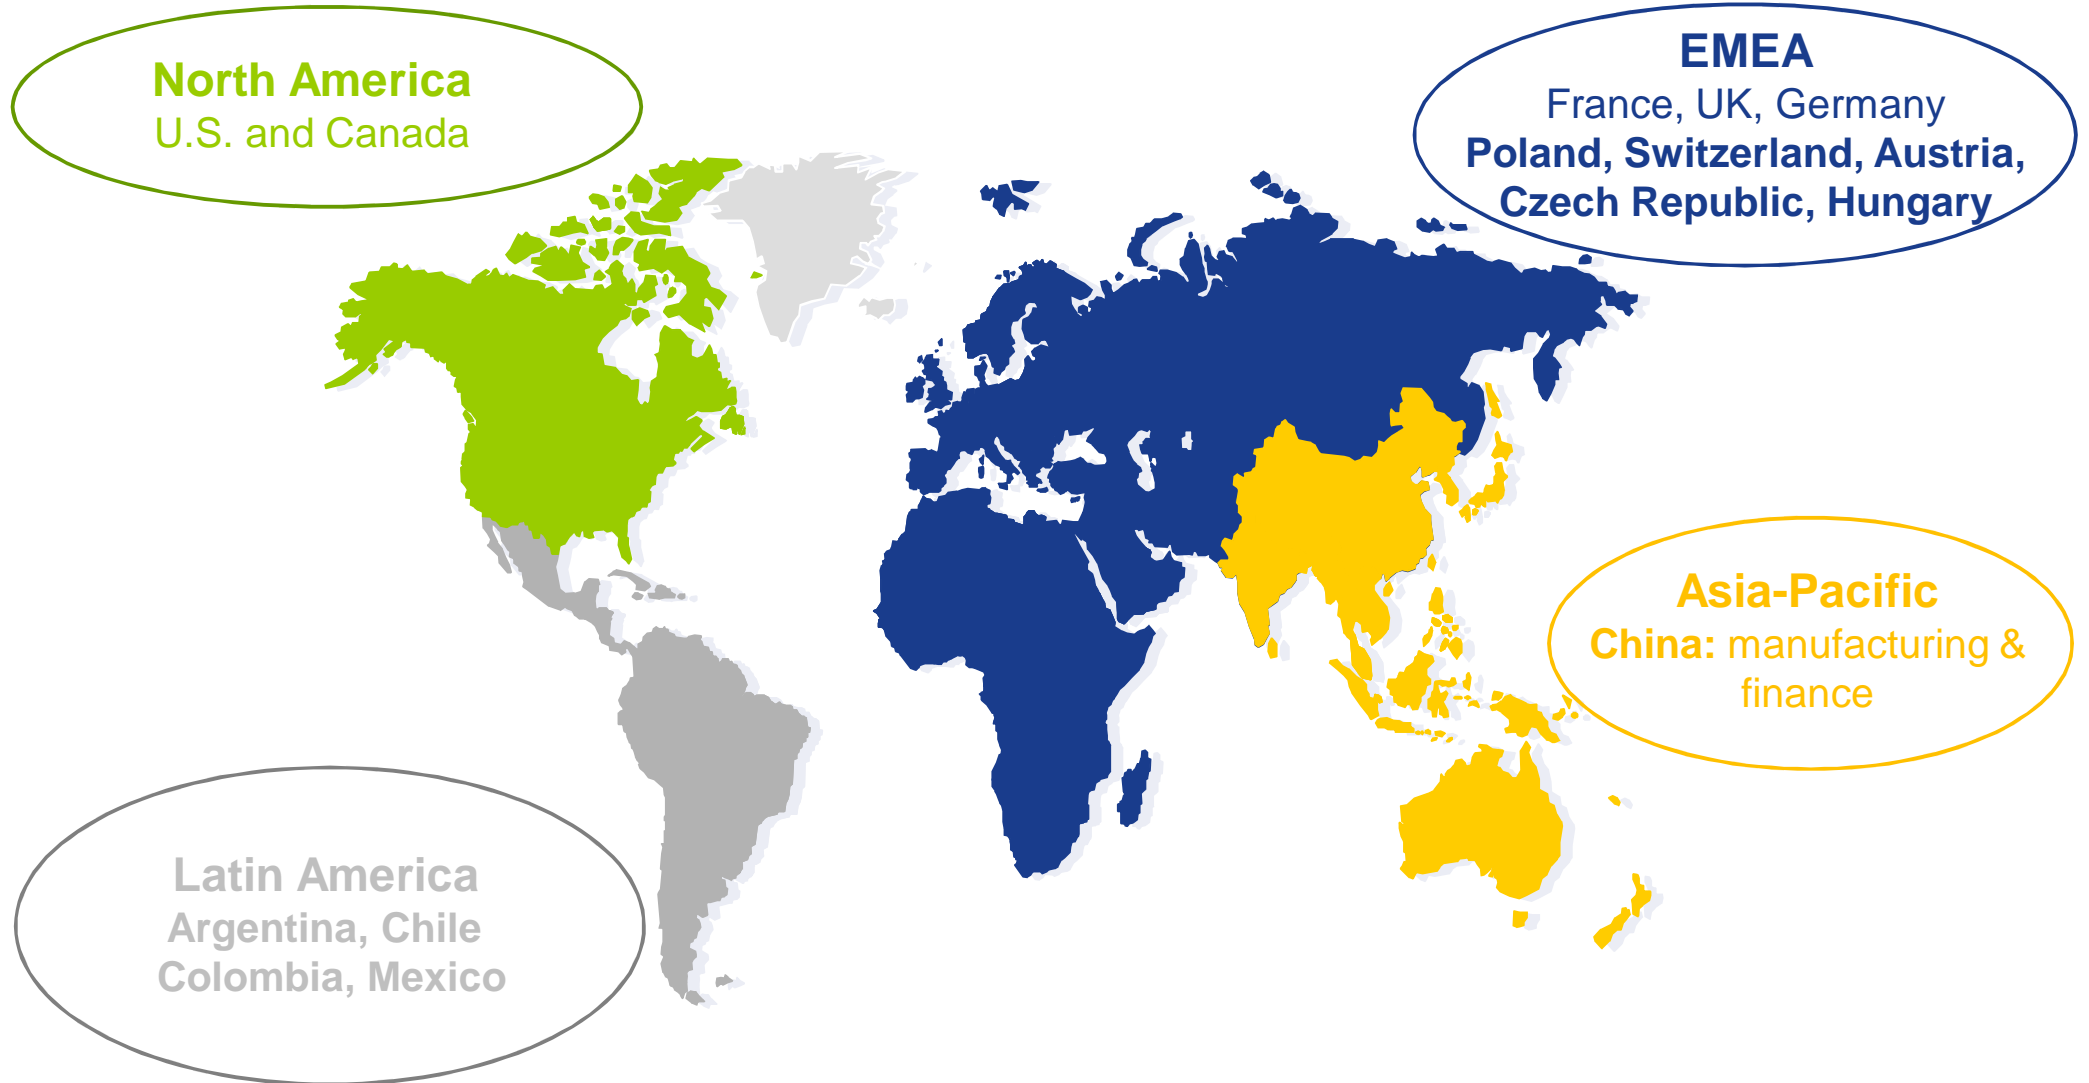 North America
U.S. and Canada
EMEA
France, UK, Germany
Poland, Switzerland, Austria,
Czech Republic, Hungary
Asia-Pacific
China: manufacturing &
finance
Latin America
Argentina, Chile
Colombia, Mexico